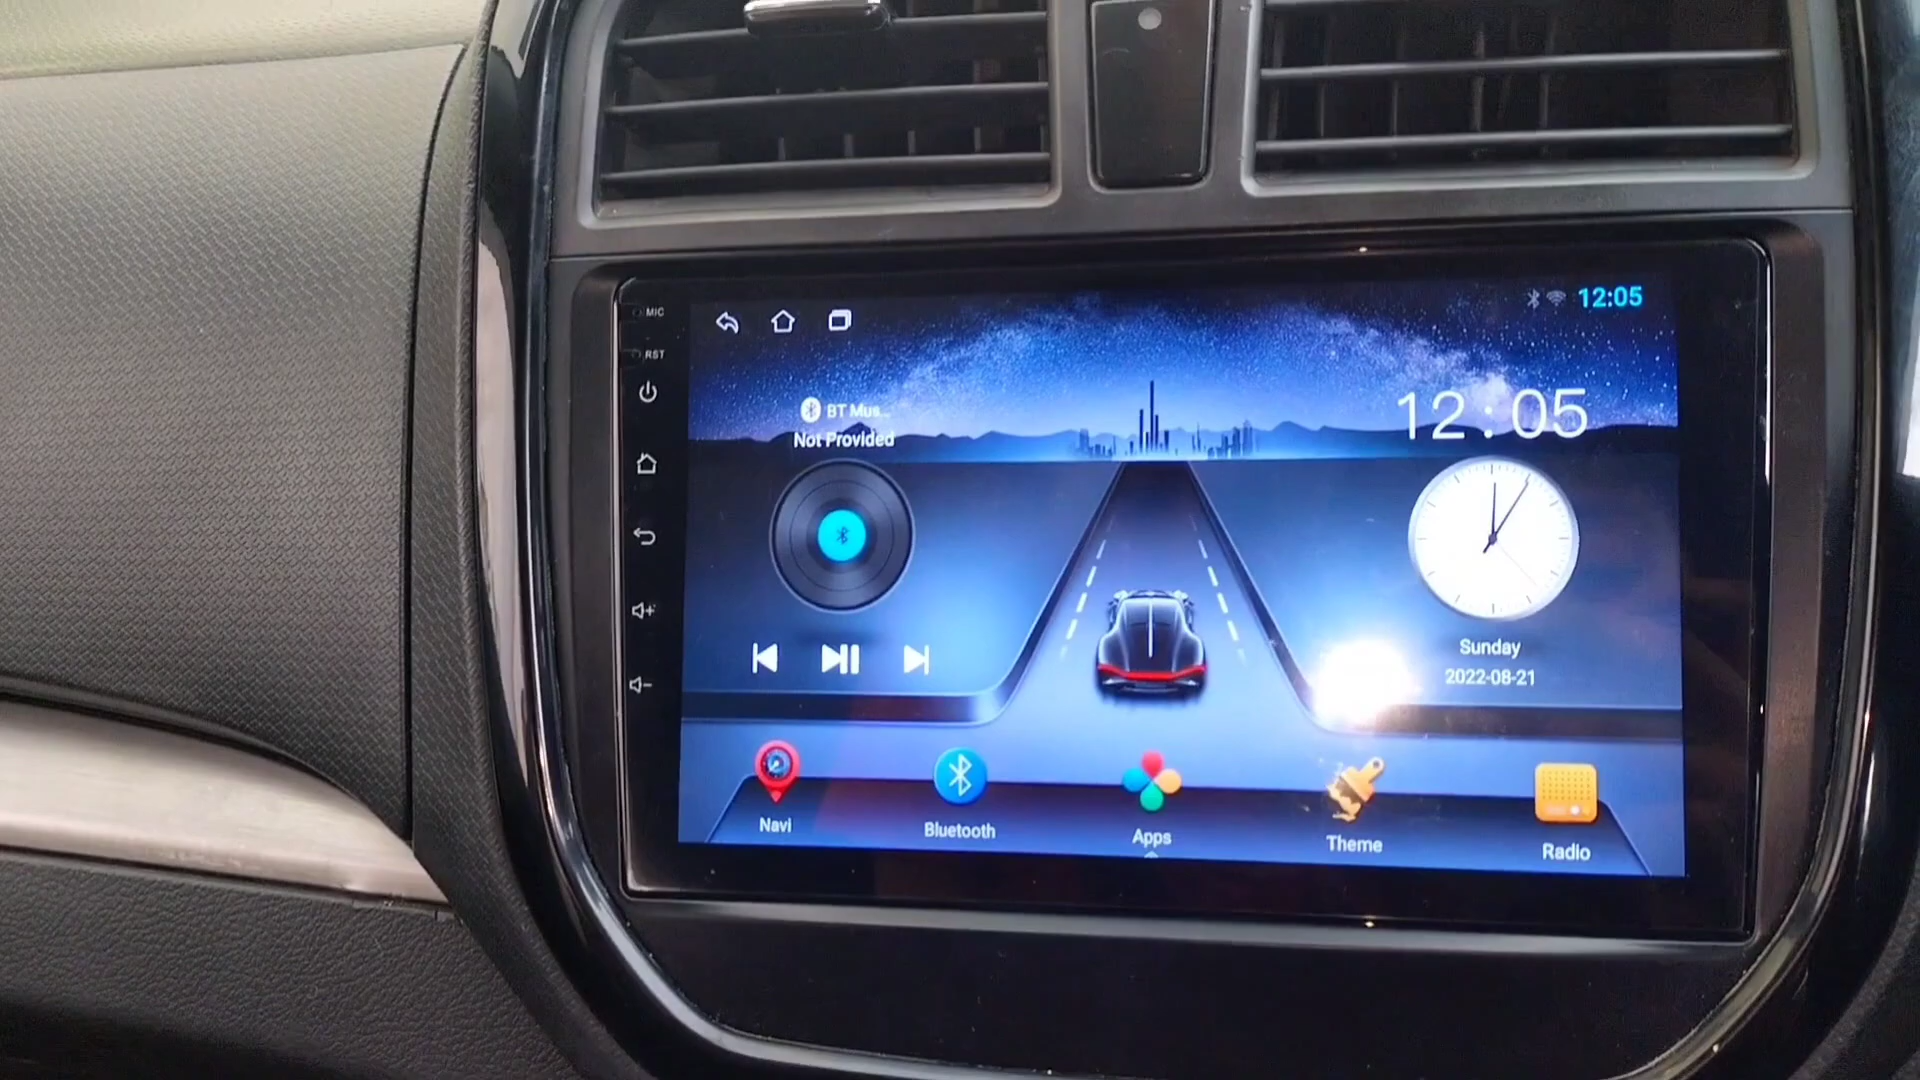 MIC
RST
12:05
BT Mus...
Not Provided
12:05
Sunday
2022-08-21
Navi
Bluetooth
Apps
Theme
Radio